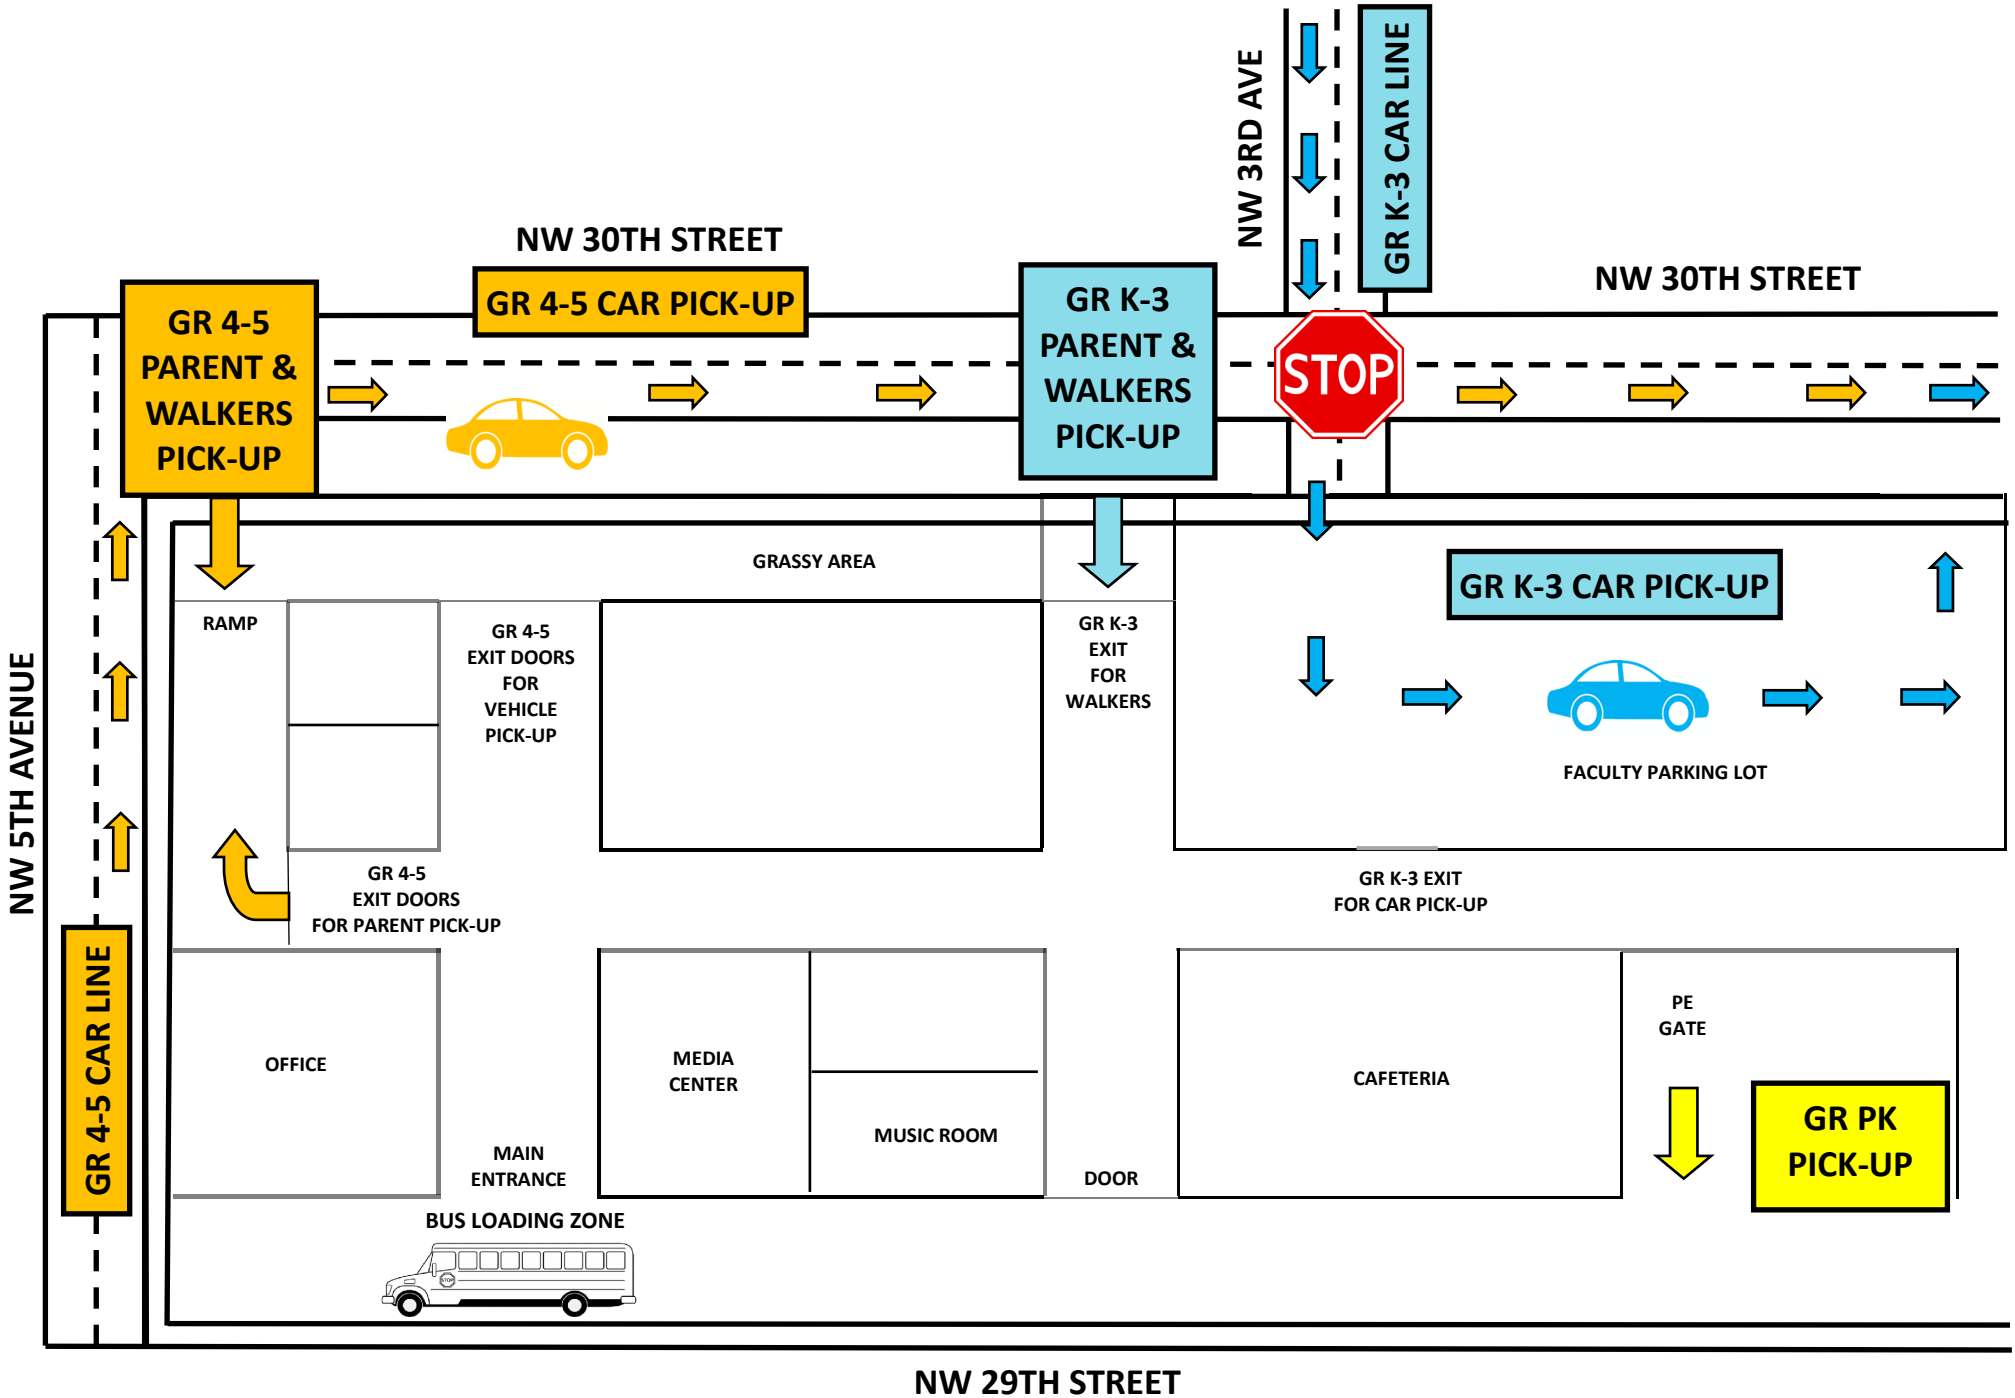 NW 3RD AVE
GR K-3 CAR LINE
NW 30TH STREET
GR 4-5 CAR PICK-UP
NW 30TH STREET
GR 4-5
PARENT &
WALKERS
PICK-UP
GR K-3
PARENT &
WALKERS
PICK-UP
STOP
GRASSY AREA
GR K-3 CAR PICK-UP
RAMP
GR 4-5
EXIT DOORS
FOR
VEHICLE
PICK-UP
GR K-3
EXIT
FOR
WALKERS
FACULTY PARKING LOT
NW 5TH AVENUE
GR 4-5
EXIT DOORS
FOR PARENT PICK-UP
GR K-3 EXIT
FOR CAR PICK-UP
GR 4-5 CAR LINE
OFFICE
MEDIA
CENTER
MUSIC ROOM
CAFETERIA
PE
GATE
GR PK
PICK-UP
MAIN
ENTRANCE
DOOR
BUS LOADING ZONE
STOP
NW 29TH STREET